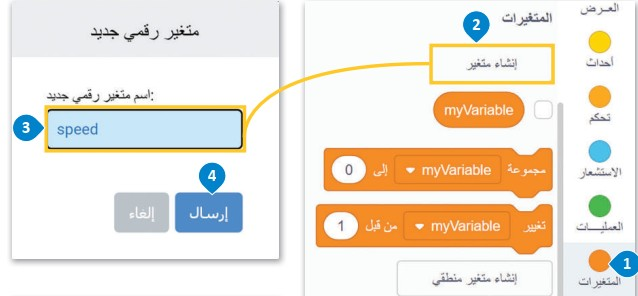 العرض
أحداث
تحكم
الاستشعار
العمليات
المتغيرات
1
المتغيرات
2
إنشاء متغير
myVariable
مجموعة myVariable إلى 0
تغيير myVariable من قبل 1
إنشاء متغير منطقي
متغير رقمي جديد
اسم متغير رقمي جديد:
3
speed
4
إرسال
إلغاء